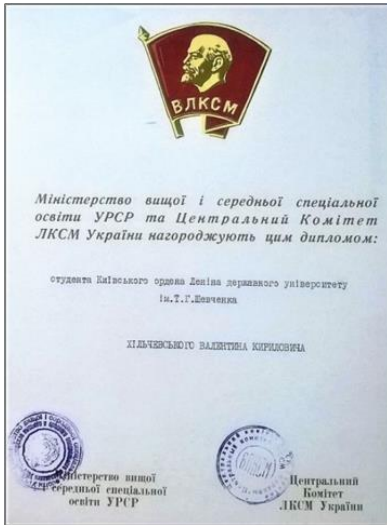 ВЛКСМ
Міністерство вищої і середньої спеціальної
освіти УРСР та Центральний Комітет
ЛКСМ України нагороджують цим дипломом:
студента Київського ордена Леніна державного університету
ім.Т.Г.Шевченка
ХІЛЬЧЕВСЬКОГО ВАЛЕНТИНА КИРИЛОВИЧА
Міністерство вищої
і середньої спеціальної
освіти УРСР
Центральний
Комітет
ЛКСМ України